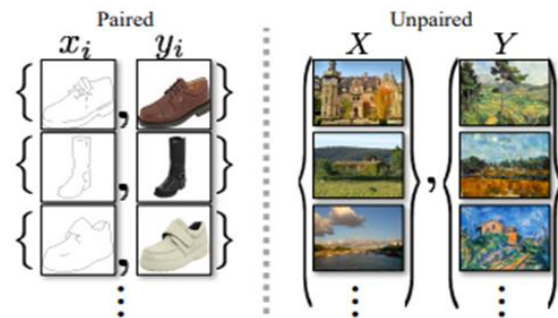 Paired
Unpaired
x_i y_i
X Y
{ , }
{ , }
{ , }
{ } , { }
⋮ ⋮ ⋮